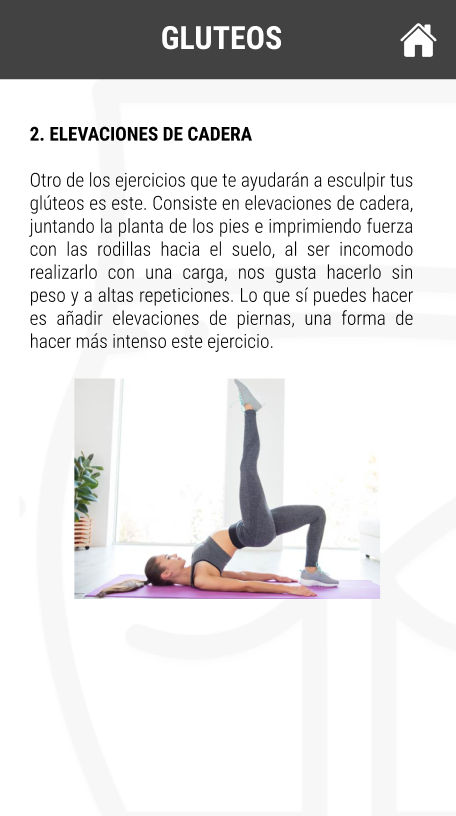 GLUTEOS
2. ELEVACIONES DE CADERA
Otro de los ejercicios que te ayudarán a esculpir tus
glúteos es este. Consiste en elevaciones de cadera,
juntando la planta de los pies e imprimiendo fuerza
con las rodillas hacia el suelo, al ser incomodo
realizarlo con una carga, nos gusta hacerlo sin
peso y a altas repeticiones. Lo que sí puedes hacer
es añadir elevaciones de piernas, una forma de
hacer más intenso este ejercicio.